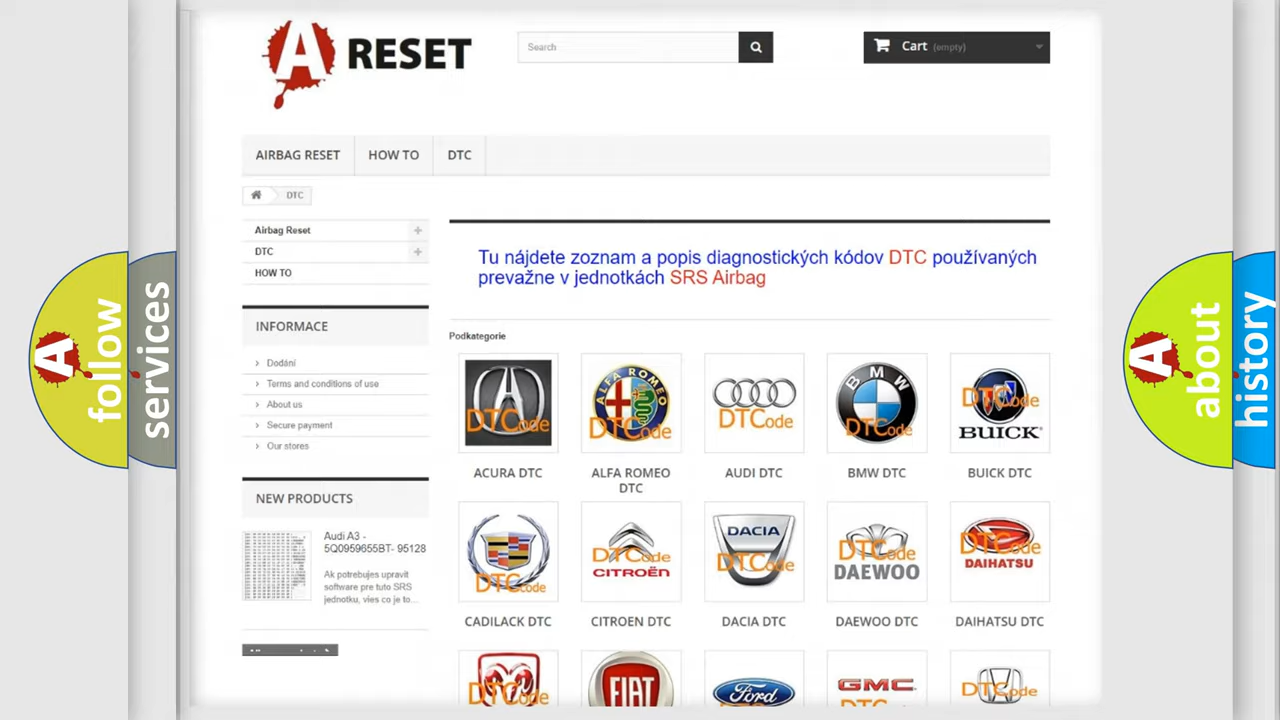 A RESET
Search
Cart (empty)
AIRBAG RESET
HOW TO
DTC
DTC
Airbag Reset
DTC
HOW TO
INFORMACE
Dodání
Terms and conditions of use
About us
Secure payment
Our stores
NEW PRODUCTS
Audi A3 -
5Q0959655BT- 95128
Ak potrebujes upravit
software pre tuto SRS
jednotku, vies co je to...
Tu nájdete zoznam a popis diagnostických kódov DTC používaných
prevažne v jednotkách SRS Airbag
Podkategorie
DTCode
ALFA ROMEO
DTCode
DTCode
BMW
DTCode
DTCode
BUICK
ACURA DTC
ALFA ROMEO
DTC
AUDI DTC
BMW DTC
BUICK DTC
DTCode
DTCode
CITROËN
DACIA
DTCode
DTCode
DAEWOO
DTCode
DAIHATSU
CADILACK DTC
CITROEN DTC
DACIA DTC
DAEWOO DTC
DAIHATSU DTC
DTCode
FIAT
Ford
GMC
DTCode
A follow
services
A about
history